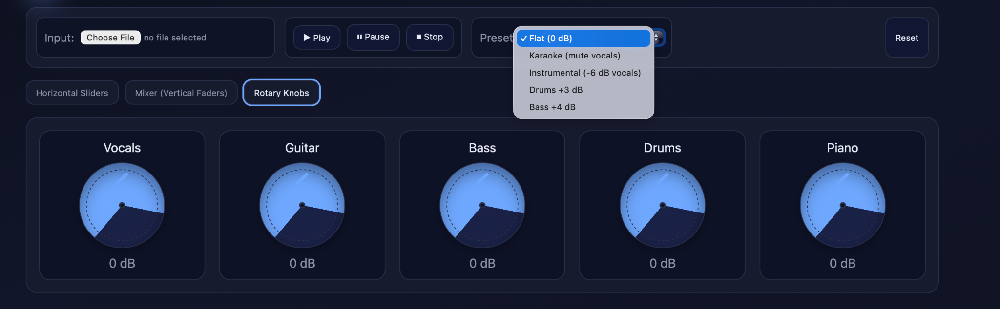 Input: Choose File no file selected
▶ Play
⏸ Pause
■ Stop
Preset
✓ Flat (0 dB)
Karaoke (mute vocals)
Instrumental (-6 dB vocals)
Drums +3 dB
Bass +4 dB
Reset
Horizontal Sliders
Mixer (Vertical Faders)
Rotary Knobs
Vocals
0 dB
Guitar
0 dB
Bass
0 dB
Drums
0 dB
Piano
0 dB